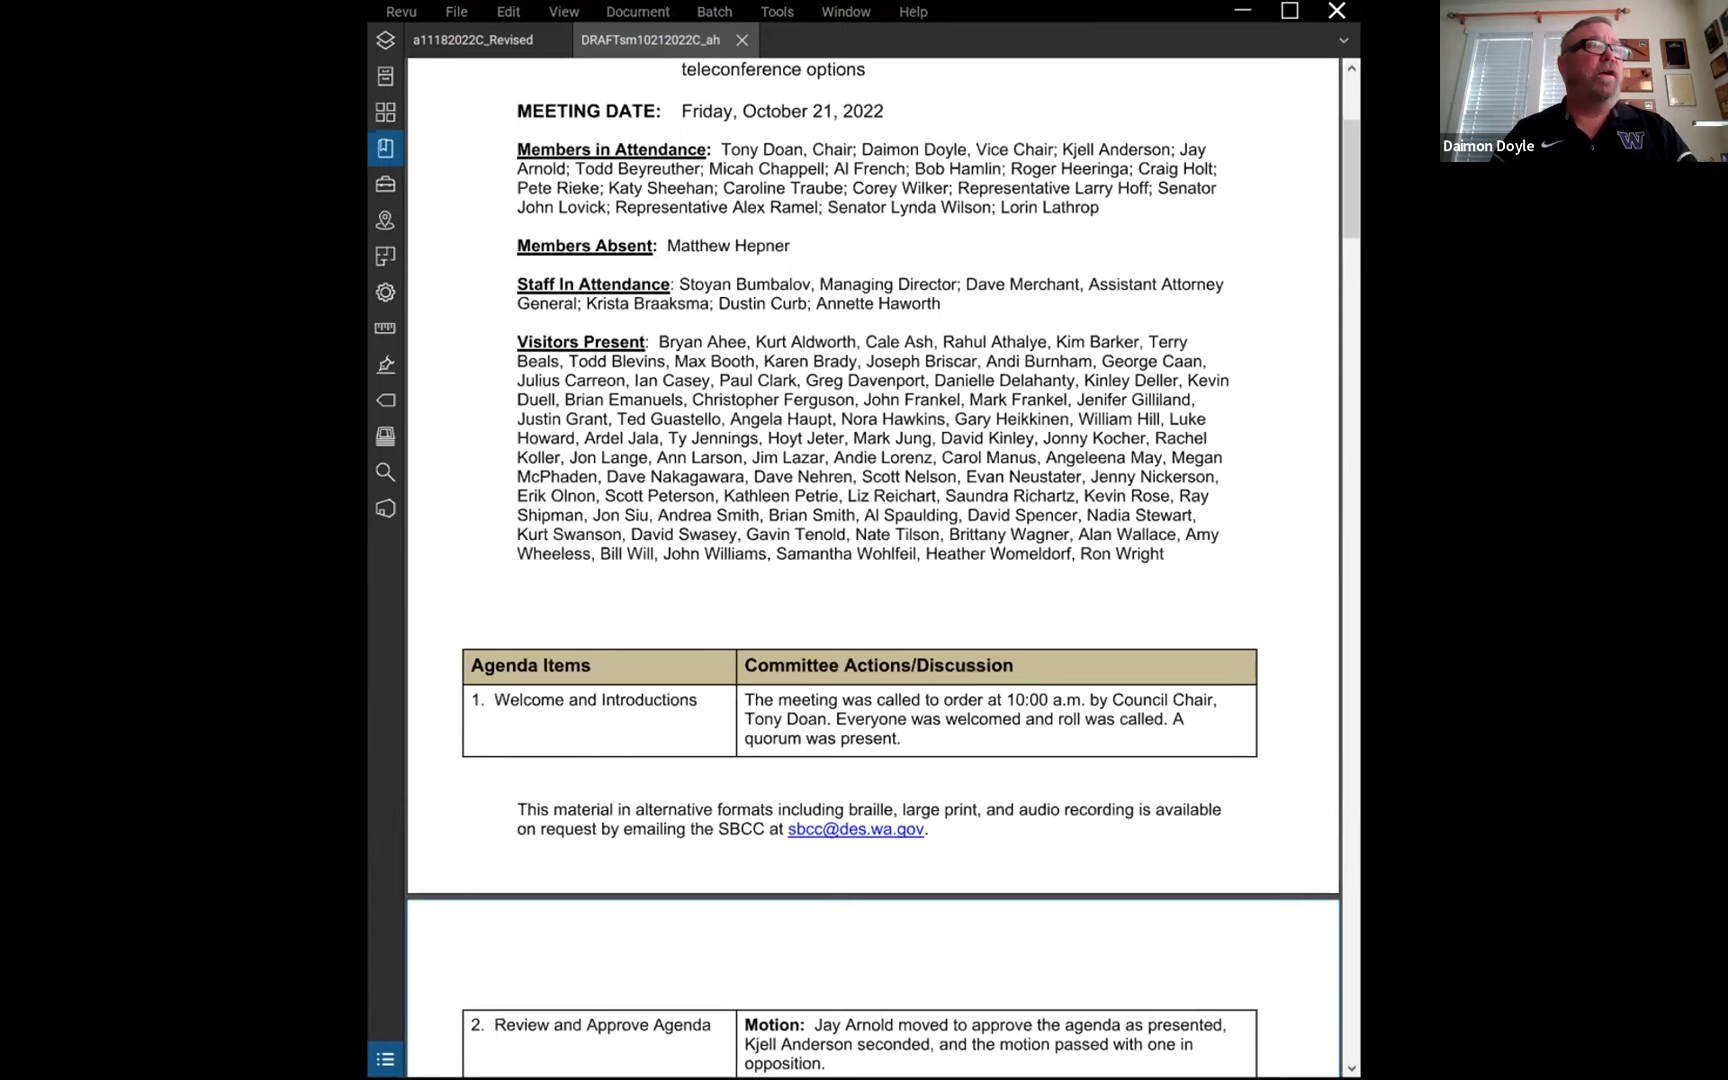 Revu File Edit View Document Batch Tools Window Help
a11182022C_Revised DRAFTsm10212022C_ah
teleconference options
MEETING DATE: Friday, October 21, 2022
Members in Attendance: Tony Doan, Chair; Daimon Doyle, Vice Chair; Kjell Anderson; Jay
Arnold; Todd Beyreuther; Micah Chappell; Al French; Bob Hamlin; Roger Heeringa; Craig Holt;
Pete Rieke; Katy Sheehan; Caroline Traube; Corey Wilker; Representative Larry Hoff; Senator
John Lovick; Representative Alex Ramel; Senator Lynda Wilson; Lorin Lathrop
Members Absent: Matthew Hepner
Staff In Attendance: Stoyan Bumbalov, Managing Director; Dave Merchant, Assistant Attorney
General; Krista Braaksma; Dustin Curb; Annette Haworth
Visitors Present: Bryan Ahee, Kurt Aldworth, Cale Ash, Rahul Athalye, Kim Barker, Terry
Beals, Todd Blevins, Max Booth, Karen Brady, Joseph Briscar, Andi Burnham, George Caan,
Julius Carreon, Ian Casey, Paul Clark, Greg Davenport, Danielle Delahanty, Kinley Deller, Kevin
Duell, Brian Emanuels, Christopher Ferguson, John Frankel, Mark Frankel, Jenifer Gilliland,
Justin Grant, Ted Guastello, Angela Haupt, Nora Hawkins, Gary Heikkinen, William Hill, Luke
Howard, Ardel Jala, Ty Jennings, Hoyt Jeter, Mark Jung, David Kinley, Jonny Kocher, Rachel
Koller, Jon Lange, Ann Larson, Jim Lazar, Andie Lorenz, Carol Manus, Angeleena May, Megan
McPhaden, Dave Nakagawara, Dave Nehren, Scott Nelson, Evan Neustater, Jenny Nickerson,
Erik Olnon, Scott Peterson, Kathleen Petrie, Liz Reichart, Saundra Richartz, Kevin Rose, Ray
Shipman, Jon Siu, Andrea Smith, Brian Smith, Al Spaulding, David Spencer, Nadia Stewart,
Kurt Swanson, David Swasey, Gavin Tenold, Nate Tilson, Brittany Wagner, Alan Wallace, Amy
Wheeless, Bill Will, John Williams, Samantha Wohlfeil, Heather Womeldorf, Ron Wright
Agenda Items Committee Actions/Discussion
1. Welcome and Introductions The meeting was called to order at 10:00 a.m. by Council Chair,
Tony Doan. Everyone was welcomed and roll was called. A
quorum was present.
This material in alternative formats including braille, large print, and audio recording is available
on request by emailing the SBCC at sbcc@des.wa.gov.
2. Review and Approve Agenda Motion: Jay Arnold moved to approve the agenda as presented,
Kjell Anderson seconded, and the motion passed with one in
opposition.
Daimon Doyle
W